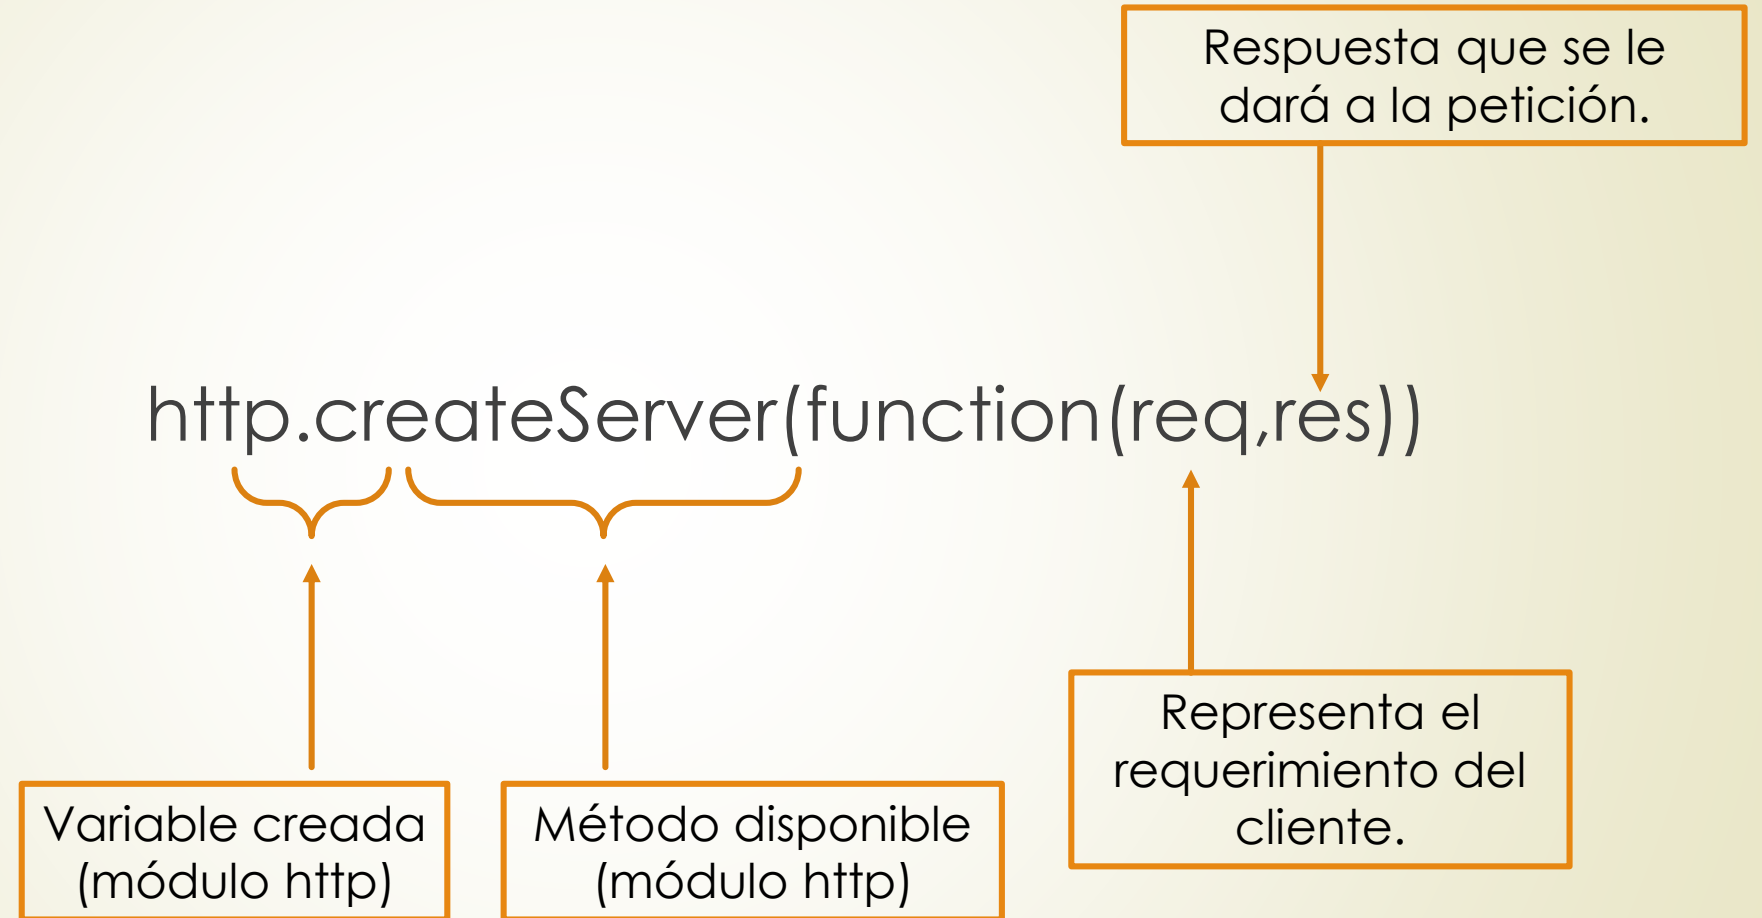 Respuesta que se le
dará a la petición.
http.createServer(function(req,res))
Variable creada
(módulo http)
Método disponible
(módulo http)
Representa el
requerimiento del
cliente.